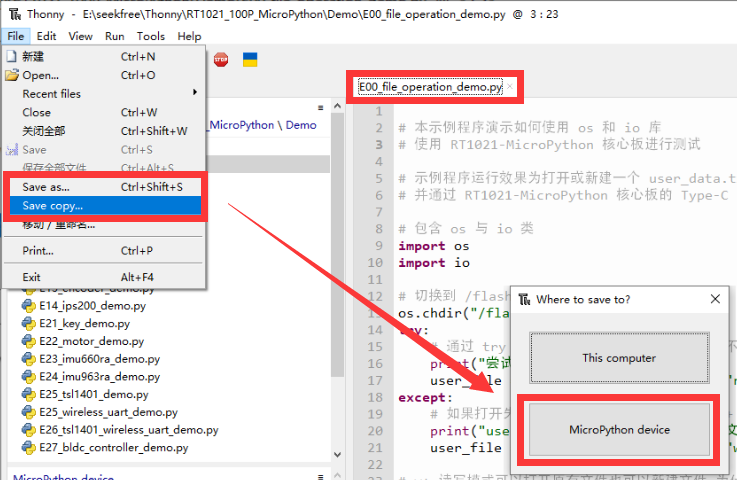 Thonny - E:\seekfree\Thonny\RT1021_100P_MicroPython\Demo\E00_file_operation_demo.py @ 3 : 23
File Edit View Run Tools Help
新建 Ctrl+N
Open... Ctrl+O
Recent files
Close Ctrl+W
关闭全部 Ctrl+Shift+W
Save Ctrl+S
保存全部文件 Ctrl+Alt+S
Save as... Ctrl+Shift+S
Save copy...
移动 / 重命名...
Print... Ctrl+P
Exit Alt+F4
STOP
_MicroPython \ Demo
E13_encoder_demo.py
E14_ips200_demo.py
E21_key_demo.py
E22_motor_demo.py
E23_imu660ra_demo.py
E24_imu963ra_demo.py
E25_tsl1401_demo.py
E25_wireless_uart_demo.py
E26_tsl1401_wireless_uart_demo.py
E27_bldc_controller_demo.py
MicroPython device
E00_file_operation_demo.py
1
2 # 本示例程序演示如何使用 os 和 io 库
3 # 使用 RT1021-MicroPython 核心板进行测试
4
5 # 示例程序运行效果为打开或新建一个 user_data.t
6 # 并通过 RT1021-MicroPython 核心板的 Type-C
7
8 # 包含 os 与 io 类
9 import os
10 import io
11
12 # 切换到 /flash
13 os.chdir("/fla
14 try:
15 # 通过 try 不
16 print("尝试
17 user_file
18 except:
19 # 如果打开失
20 print("use 文
21 user_file
22
Where to save to?
This computer
MicroPython device